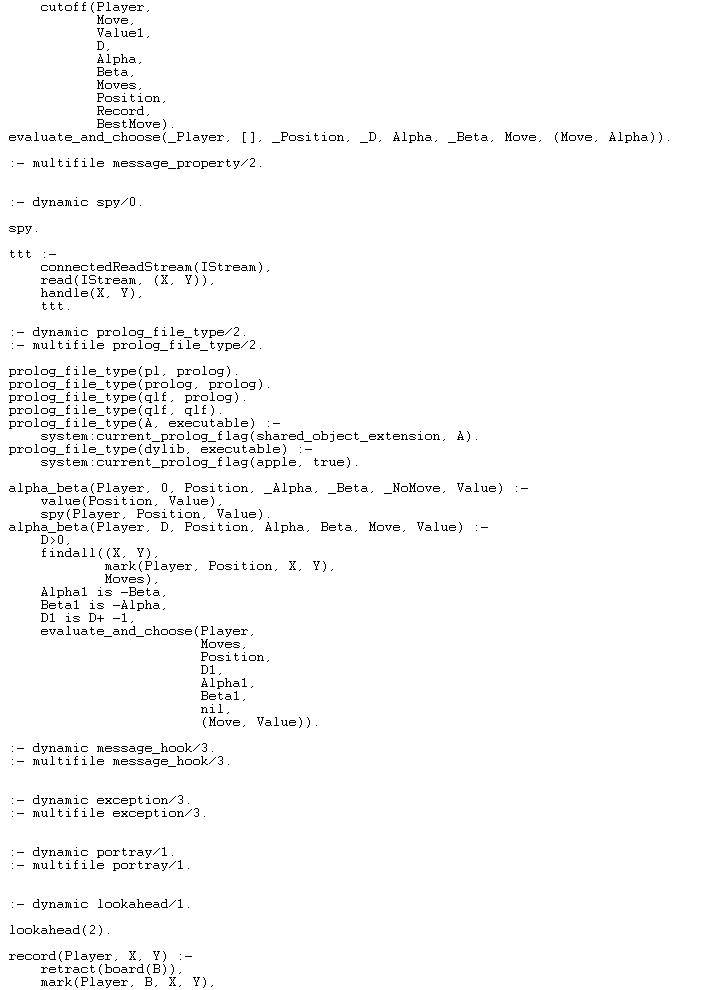 cutoff(Player,
Move,
Value1,
D,
Alpha,
Beta,
Moves,
Position,
Record,
BestMove).
evaluate_and_choose(_Player, [], _Position, _D, Alpha, _Beta, Move, (Move, Alpha)).
:- multifile message_property/2.
:- dynamic spy/0.
spy.
ttt :-
connectedReadStream(IStream),
read(IStream, (X, Y)),
handle(X, Y),
ttt.
:- dynamic prolog_file_type/2.
:- multifile prolog_file_type/2.
prolog_file_type(pl, prolog).
prolog_file_type(prolog, prolog).
prolog_file_type(qlf, prolog).
prolog_file_type(qlf, qlf).
prolog_file_type(A, executable) :-
system:current_prolog_flag(shared_object_extension, A).
prolog_file_type(dylib, executable) :-
system:current_prolog_flag(apple, true).
alpha_beta(Player, 0, Position, _Alpha, _Beta, _NoMove, Value) :-
value(Position, Value),
spy(Player, Position, Value).
alpha_beta(Player, D, Position, Alpha, Beta, Move, Value) :-
D>0,
findall((X, Y),
mark(Player, Position, X, Y),
Moves),
Alpha1 is -Beta,
Beta1 is -Alpha,
D1 is D+ -1,
evaluate_and_choose(Player,
Moves,
Position,
D1,
Alpha1,
Beta1,
nil,
(Move, Value)).
:- dynamic message_hook/3.
:- multifile message_hook/3.
:- dynamic exception/3.
:- multifile exception/3.
:- dynamic portray/1.
:- multifile portray/1.
:- dynamic lookahead/1.
lookahead(2).
record(Player, X, Y) :-
retract(board(B)),
mark(Player, B, X, Y),